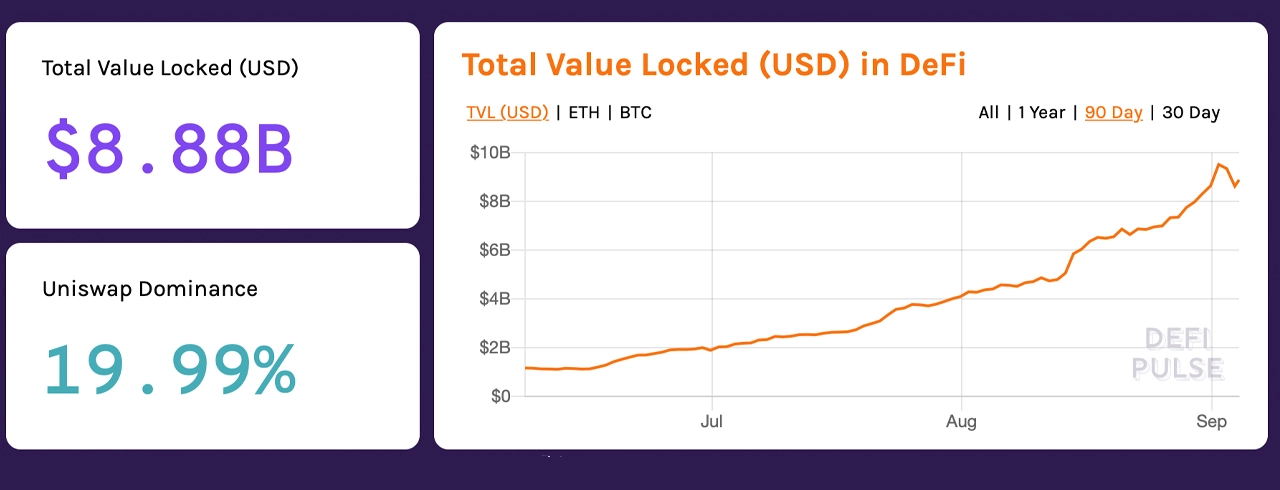 Total Value Locked (USD)
$8.88B
Uniswap Dominance
19.99%
Total Value Locked (USD) in DeFi
TVL (USD) | ETH | BTC
All | 1 Year | 90 Day | 30 Day
$10B
$8B
$6B
$4B
$2B
$0
Jul
Aug
Sep
DEFI
PULSE